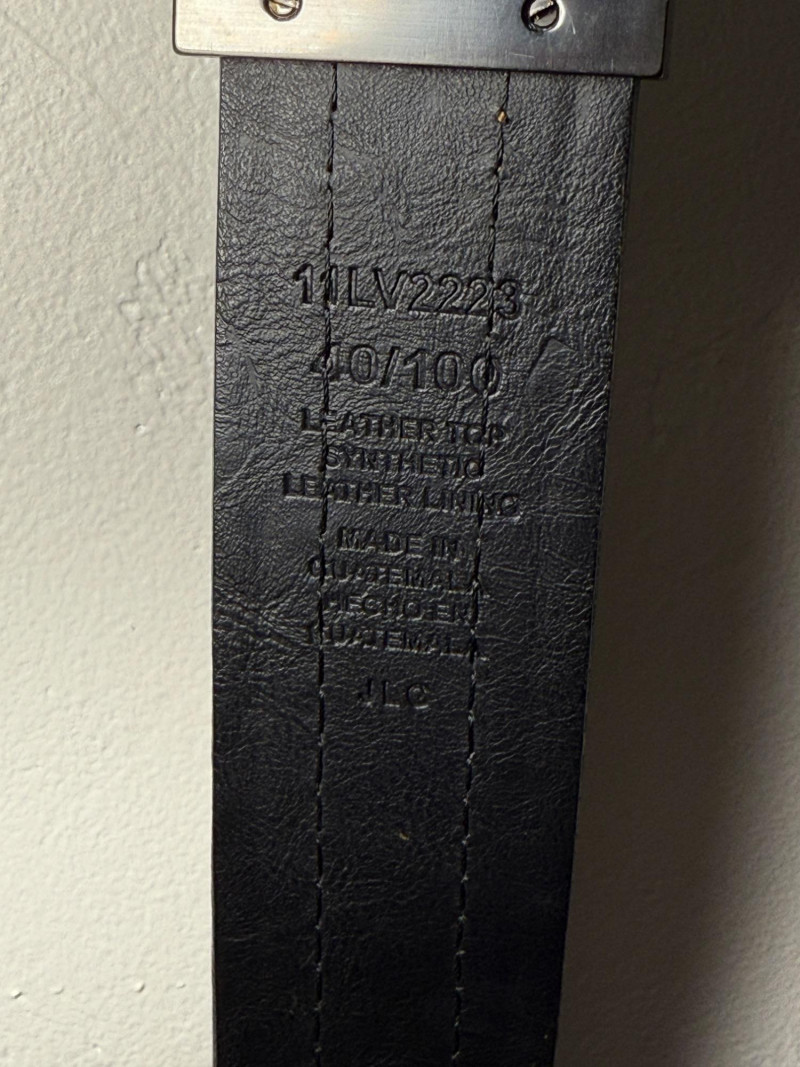 11LV2223
40/100
LEATHER TOP
SYNTHETIC
LEATHER LINING
MADE IN
GUATEMALA
HECHO EN
GUATEMALA
JLC